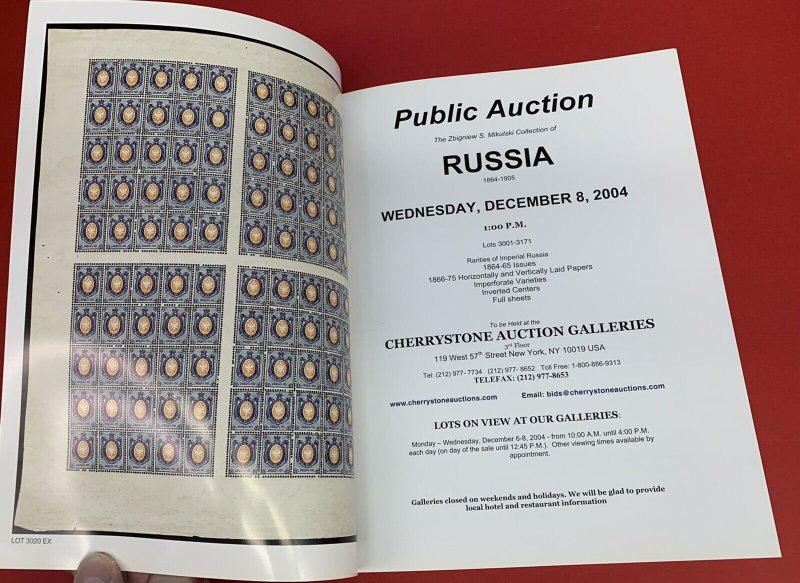 LOT 3020 EX
Public Auction
The Zbigniew S. Mikulski Collection of
RUSSIA
1864-1905
WEDNESDAY, DECEMBER 8, 2004
1:00 P.M.
Lots 3001-3171
Rarities of Imperial Russia
1864-65 issues
1866-75 Horizontally and Vertically Laid Papers
Imperforate Varieties
Inverted Centers
Full sheets
To be Held at the
CHERRYSTONE AUCTION GALLERIES
3rd Floor
119 West 57th Street New York, NY 10019 USA
Tel: (212) 977- 7734 (212) 977- 8652 Toll Free: 1-800-886-9313
TELEFAX: (212) 977-8653
www.cherrystoneauctions.com Email: bids@cherrystoneauctions.com
LOTS ON VIEW AT OUR GALLERIES:
Monday – Wednesday, December 6-8, 2004 - from 10:00 A.M. until 4:00 P.M.
each day (on day of the sale until 12:45 P.M.). Other viewing times available by
appointment.
Galleries closed on weekends and holidays. We will be glad to provide
local hotel and restaurant information